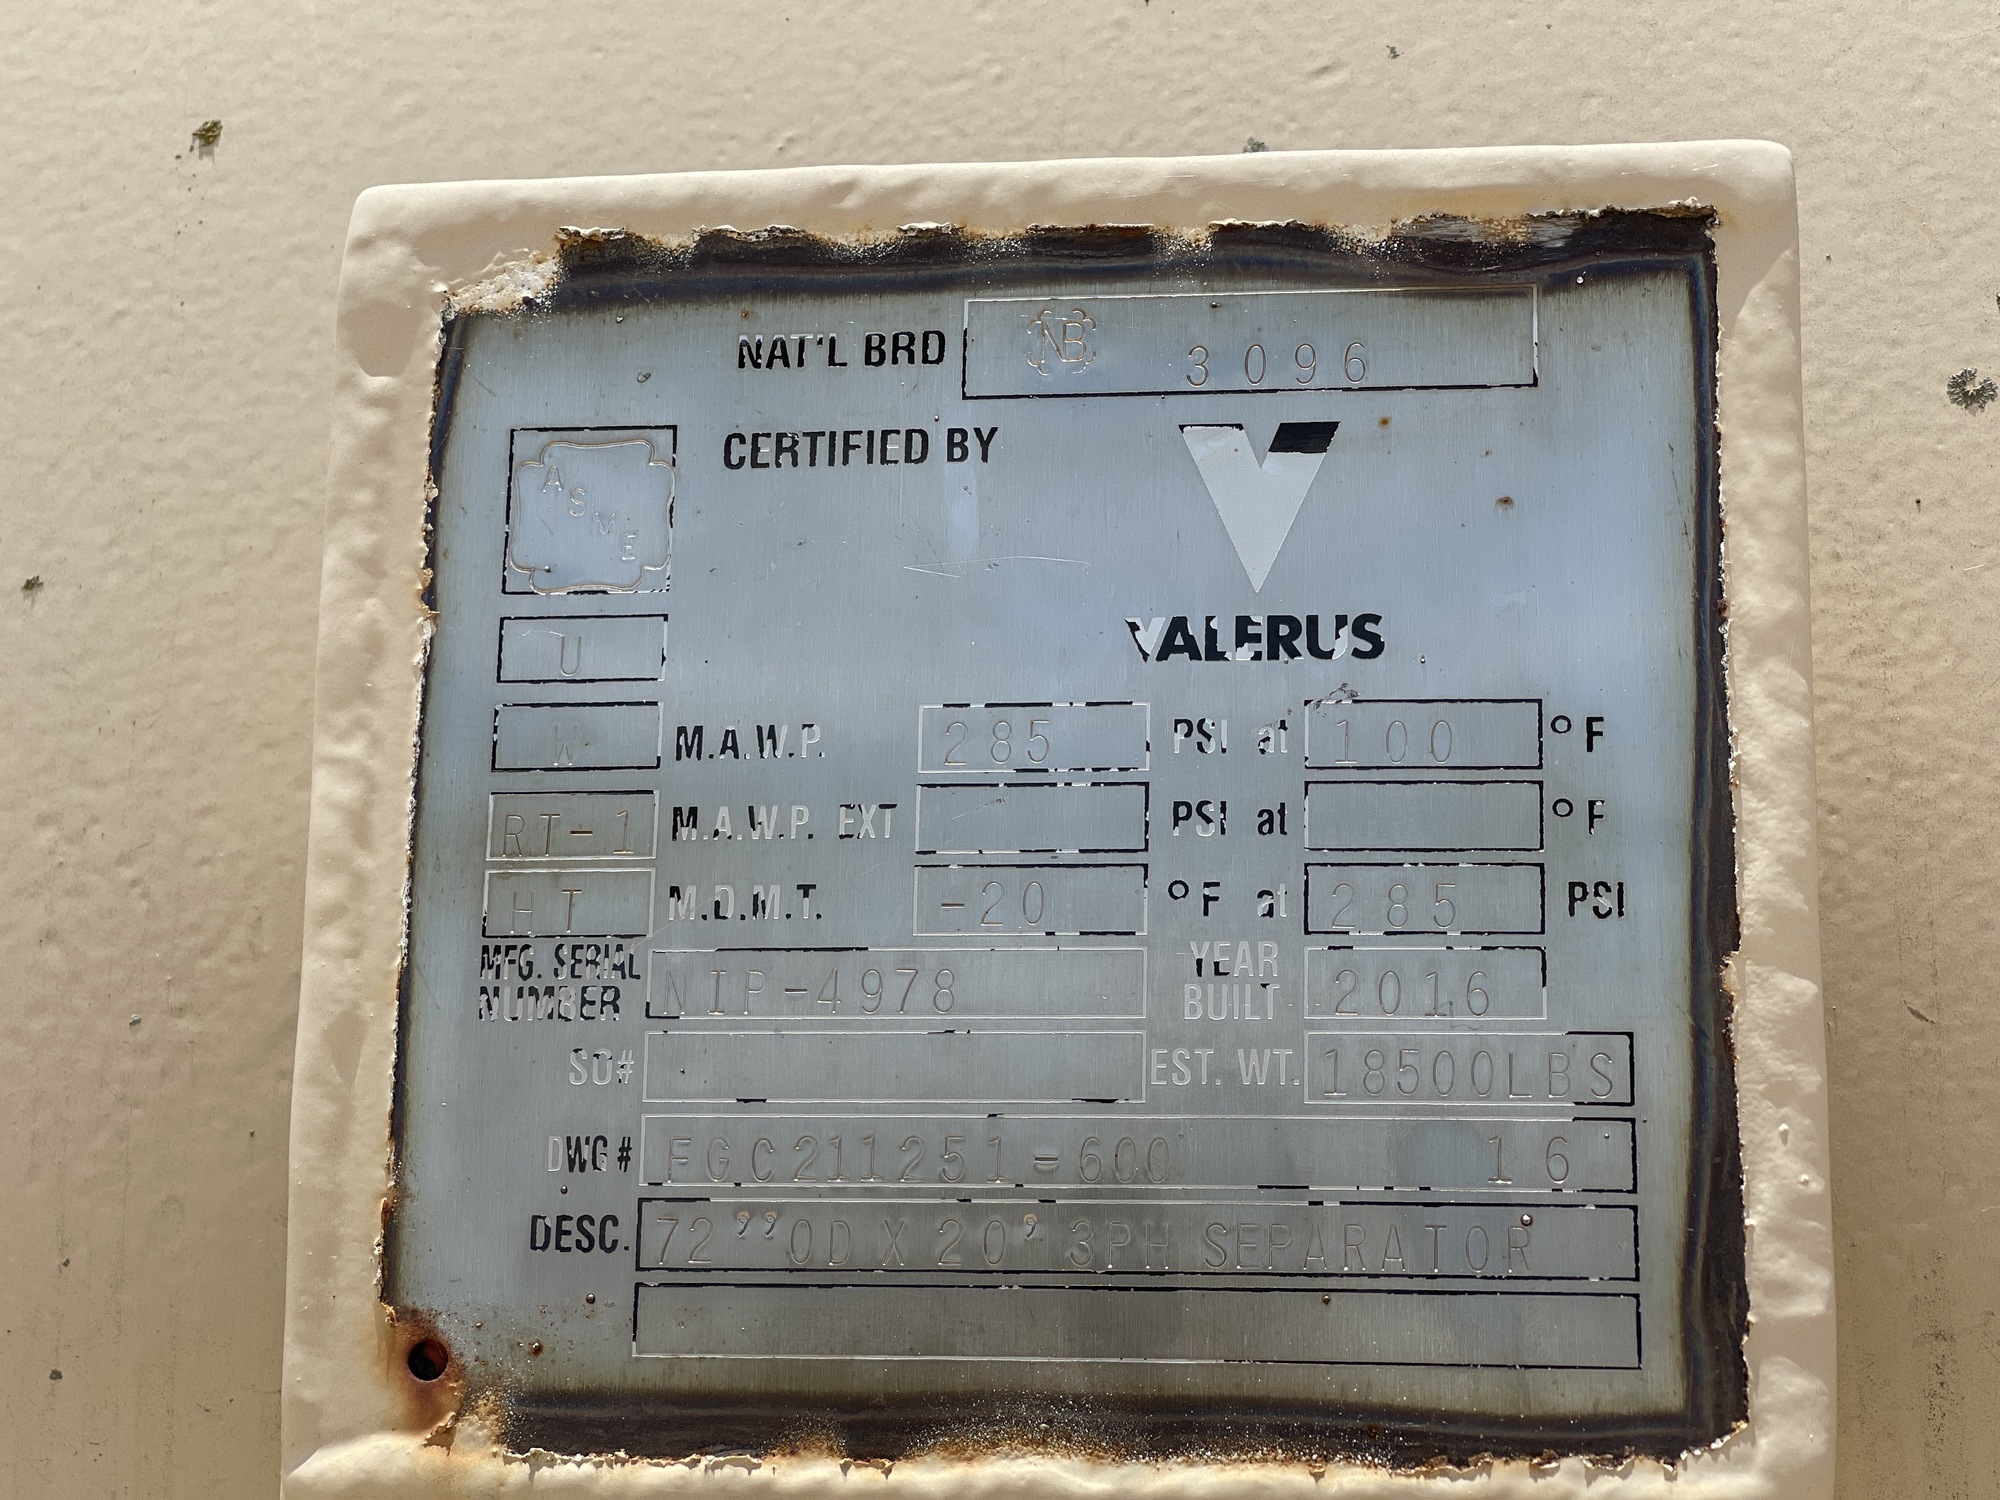 NAT'L BRD NB 3096
CERTIFIED BY
ASME
VALERUS
U
W M.A.W.P. 285 PSI at 100 °F
RT-1 M.A.W.P. EXT PSI at °F
HT M.D.M.T. -20 °F at 285 PSI
MFG. SERIAL NUMBER NIP-4978 YEAR BUILT 2016
SO# EST. WT. 18500LBS
DWG # FGC211251-600 16
DESC. 72’’OD X 20’ 3PH SEPARATOR